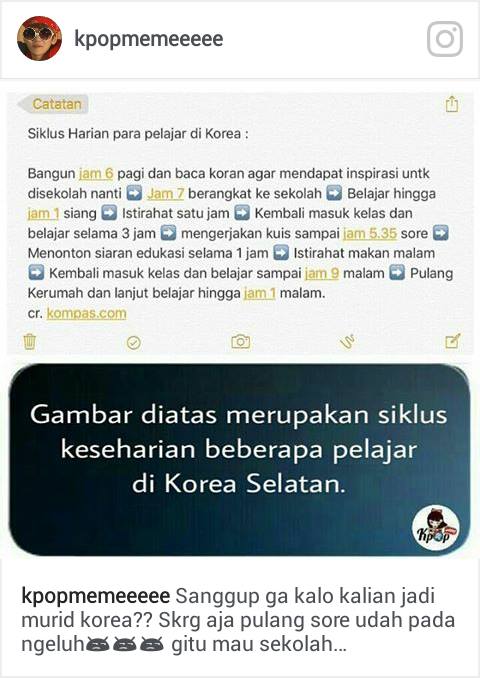 kpopmemeeeee
Catatan
Siklus Harian para pelajar di Korea :
Bangun jam 6 pagi dan baca koran agar mendapat inspirasi untk
disekolah nanti ➡ Jam 7 berangkat ke sekolah ➡ Belajar hingga
jam 1 siang ➡ Istirahat satu jam ➡ Kembali masuk kelas dan
belajar selama 3 jam ➡ mengerjakan kuis sampai jam 5.35 sore ➡
Menonton siaran edukasi selama 1 jam ➡ Istirahat makan malam
➡ Kembali masuk kelas dan belajar sampai jam 9 malam ➡ Pulang
Kerumah dan lanjut belajar hingga jam 1 malam.
cr. kompas.com
Gambar diatas merupakan siklus
keseharian beberapa pelajar
di Korea Selatan.
Kpop
kpopmemeeeee Sanggup ga kalo kalian jadi
murid korea?? Skrg aja pulang sore udah pada
ngeluh gitu mau sekolah...